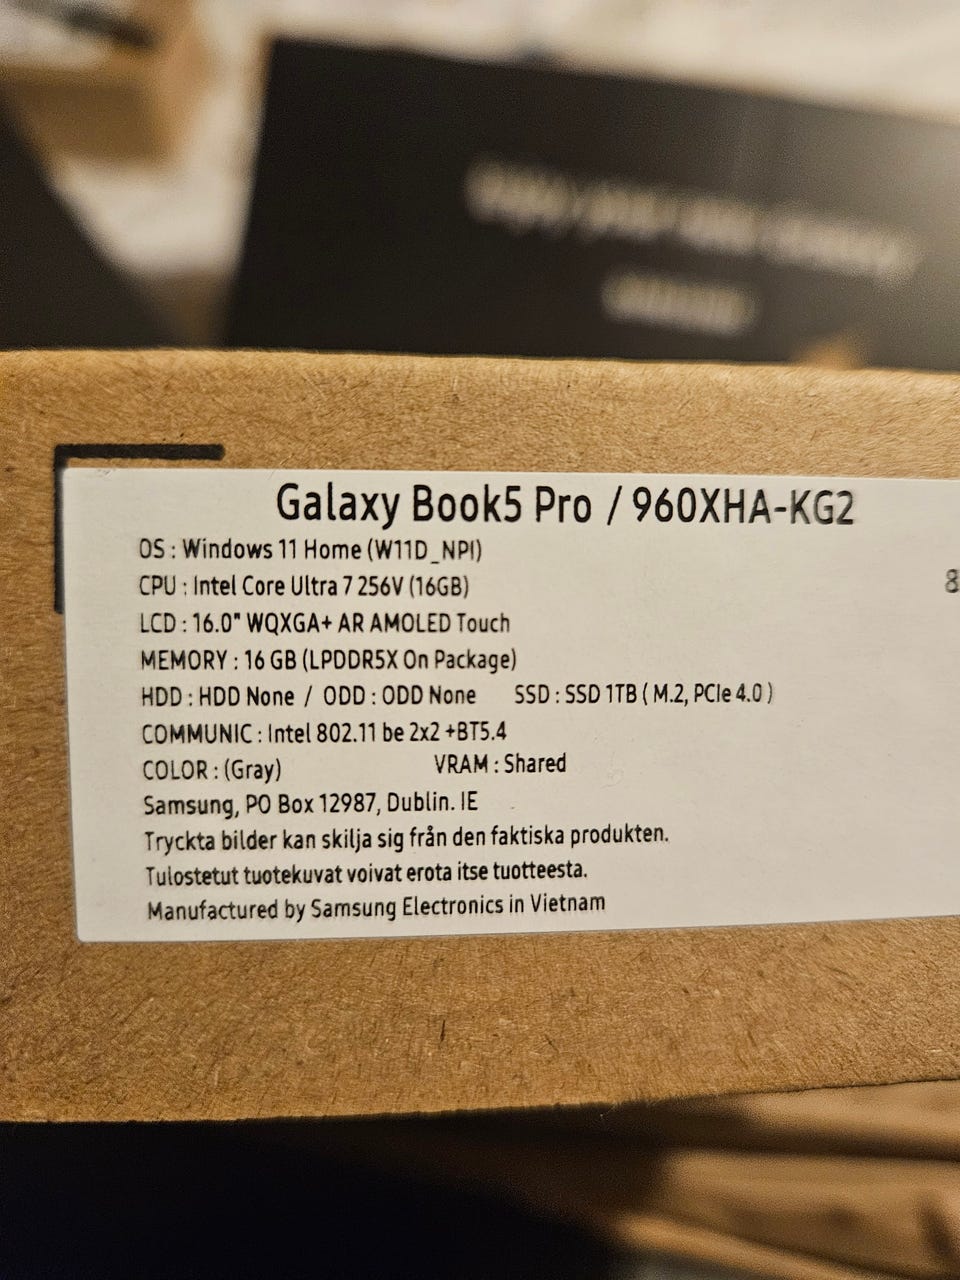 Galaxy Book5 Pro / 960XHA-KG2
OS : Windows 11 Home (W11D_NPI)
CPU : Intel Core Ultra 7 256V (16GB)
8
LCD : 16.0" WQXGA+ AR AMOLED Touch
MEMORY : 16 GB (LPDDR5X On Package)
HDD : HDD None / ODD : ODD None SSD : SSD 1TB ( M.2, PCIe 4.0 )
COMMUNIC : Intel 802.11 be 2x2 +BT5.4
COLOR : (Gray) VRAM : Shared
Samsung, PO Box 12987, Dublin. IE
Tryckta bilder kan skilja sig från den faktiska produkten.
Tulostetut tuotekuvat voivat erota itse tuotteesta.
Manufactured by Samsung Electronics in Vietnam